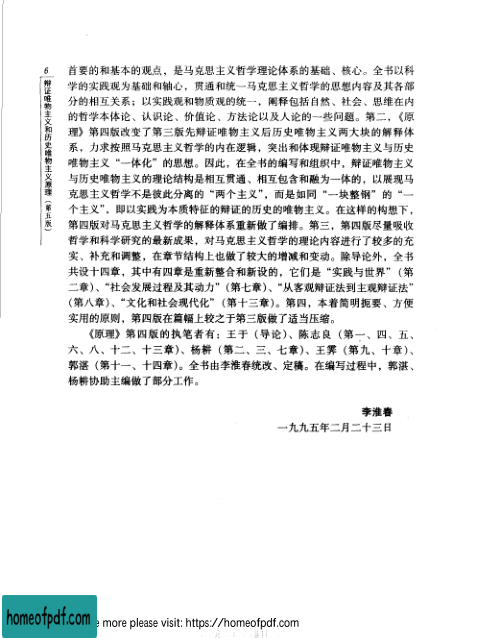 6
辩证唯物主义和历史唯物主义原理（第五版）
首要的和基本的观点，是马克思主义哲学理论体系的基础、核心。全书以科
学的实践观为基础和轴心，贯通和统一马克思主义哲学的思想内容及其各部
分的相互关系；以实践观和物质观的统一，阐释包括自然、社会、思维在内
的哲学本体论、认识论、价值论、方法论以及人论的一些问题。第二，《原
理》第四版改变了第三版先辩证唯物主义后历史唯物主义两大块的解释体
系，力求按照马克思主义哲学的内在逻辑，突出和体现辩证唯物主义与历史
唯物主义“一体化”的思想。因此，在全书的编写和组织中，辩证唯物主义
与历史唯物主义的理论结构是相互贯通、相互包含和融为一体的，以展现马
克思主义哲学不是彼此分离的“两个主义”，而是如同“一块整钢”的“一
个主义”，即以实践为本质特征的辩证的历史的唯物主义。在这样的构想下，
第四版对马克思主义哲学的解释体系重新做了编排。第三，第四版尽量吸收
哲学和科学研究的最新成果，对马克思主义哲学的理论内容进行了较多的充
实、补充和调整，在章节结构上也做了较大的增减和变动。除导论外，全书
共设十四章，其中有四章是重新整合和新设的，它们是“实践与世界”（第
二章）、“社会发展过程及其动力”（第七章）、“从客观辩证法到主观辩证法”
（第八章）、“文化和社会现代化”（第十三章）。第四，本着简明扼要、方便
实用的原则，第四版在篇幅上较之于第三版做了适当压缩。
《原理》第四版的执笔者有：王于（导论）、陈志良（第一、四、五、
六、八、十二、十三章）、杨耕（第二、三、七章）、王霁（第九、十章）、
郭湛（第十一、十四章）。全书由李淮春统改、定稿。在编写过程中，郭湛、
杨耕协助主编做了部分工作。
李淮春
一九九五年二月二十三日
homeofpdf.com
e more please visit: https://homeofpdf.com